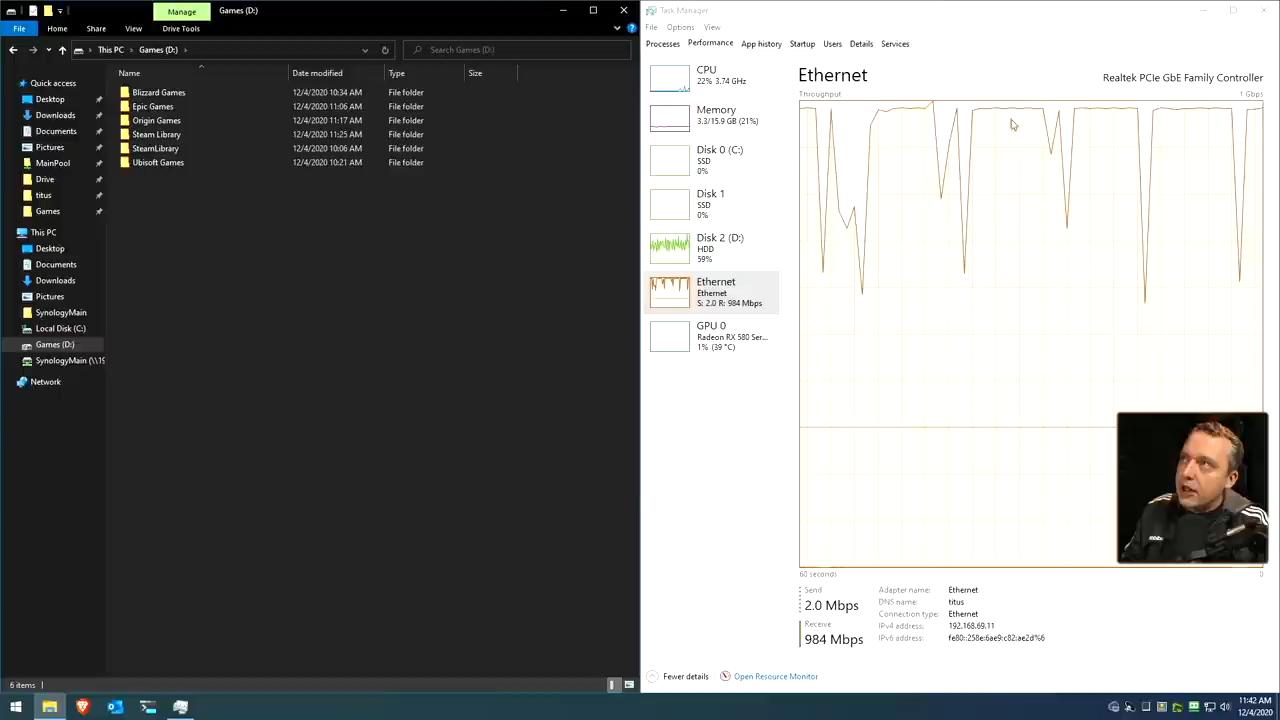 Manage
Games (D:)
File
Home
Share
View
Drive Tools
This PC
Games (D:)
Search Games (D:)
Name
Date modified
Type
Size
Blizzard Games
12/4/2020 10:34 AM
File folder
Epic Games
12/4/2020 11:06 AM
File folder
Origin Games
12/4/2020 11:17 AM
File folder
Steam Library
12/4/2020 11:25 AM
File folder
SteamLibrary
12/4/2020 10:06 AM
File folder
Ubisoft Games
12/4/2020 10:21 AM
File folder
Quick access
Desktop
Downloads
Documents
Pictures
MainPool
Drive
titus
Games
This PC
Desktop
Documents
Downloads
Pictures
SynologyMain
Local Disk (C:)
Games (D:)
SynologyMain (\\19
Network
6 items
Task Manager
File
Options
View
Processes
Performance
App history
Startup
Users
Details
Services
CPU
22% 3.74 GHz
Memory
3.3/15.9 GB (21%)
Disk 0 (C:)
SSD
0%
Disk 1
SSD
0%
Disk 2 (D:)
HDD
59%
Ethernet
Ethernet
S: 2.0 R: 984 Mbps
GPU 0
Radeon RX 580 Ser...
1% (39 °C)
Ethernet
Realtek PCIe GbE Family Controller
Throughput
1 Gbps
60 seconds
0
Send
2.0 Mbps
Receive
984 Mbps
Adapter name:
Ethernet
DNS name:
titus
Connection type:
Ethernet
IPv4 address:
192.168.69.11
IPv6 address:
fe80::258e:6ae9:c82:ae2d%6
Fewer details
Open Resource Monitor
11:42 AM
12/4/2020